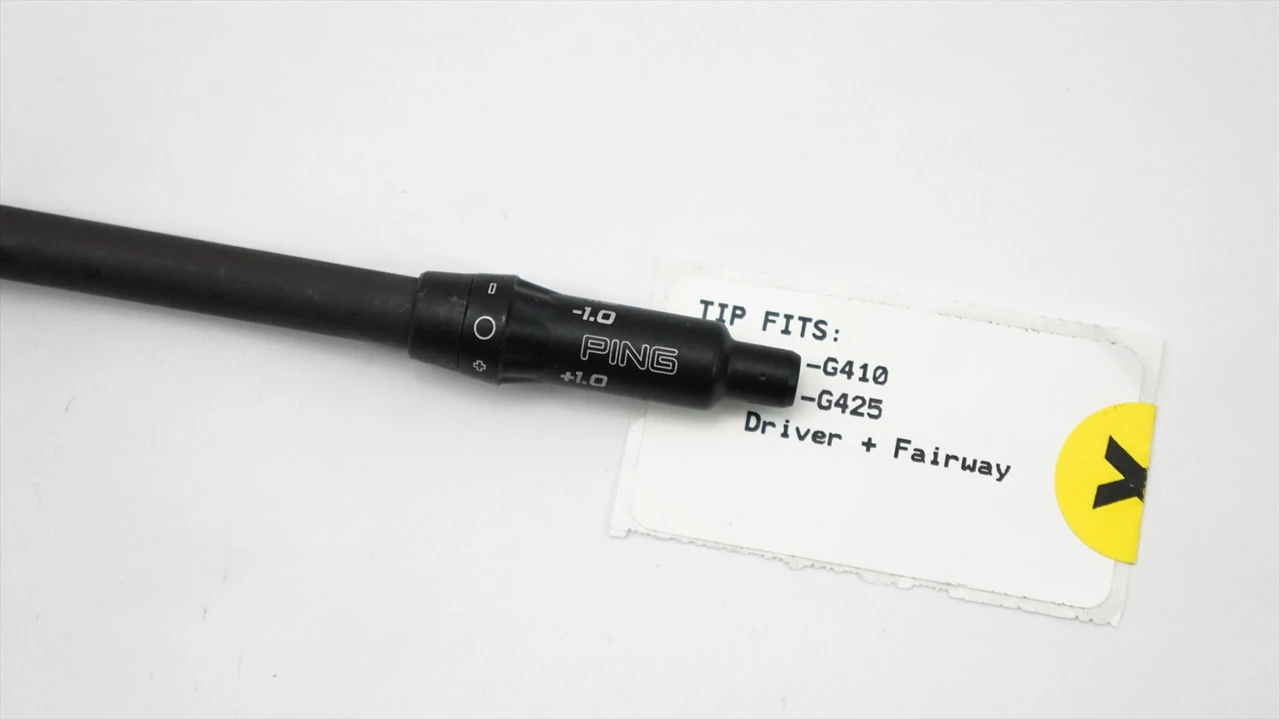 -1.0
PING
+1.0
TIP FITS:
-G410
-G425
Driver + Fairway